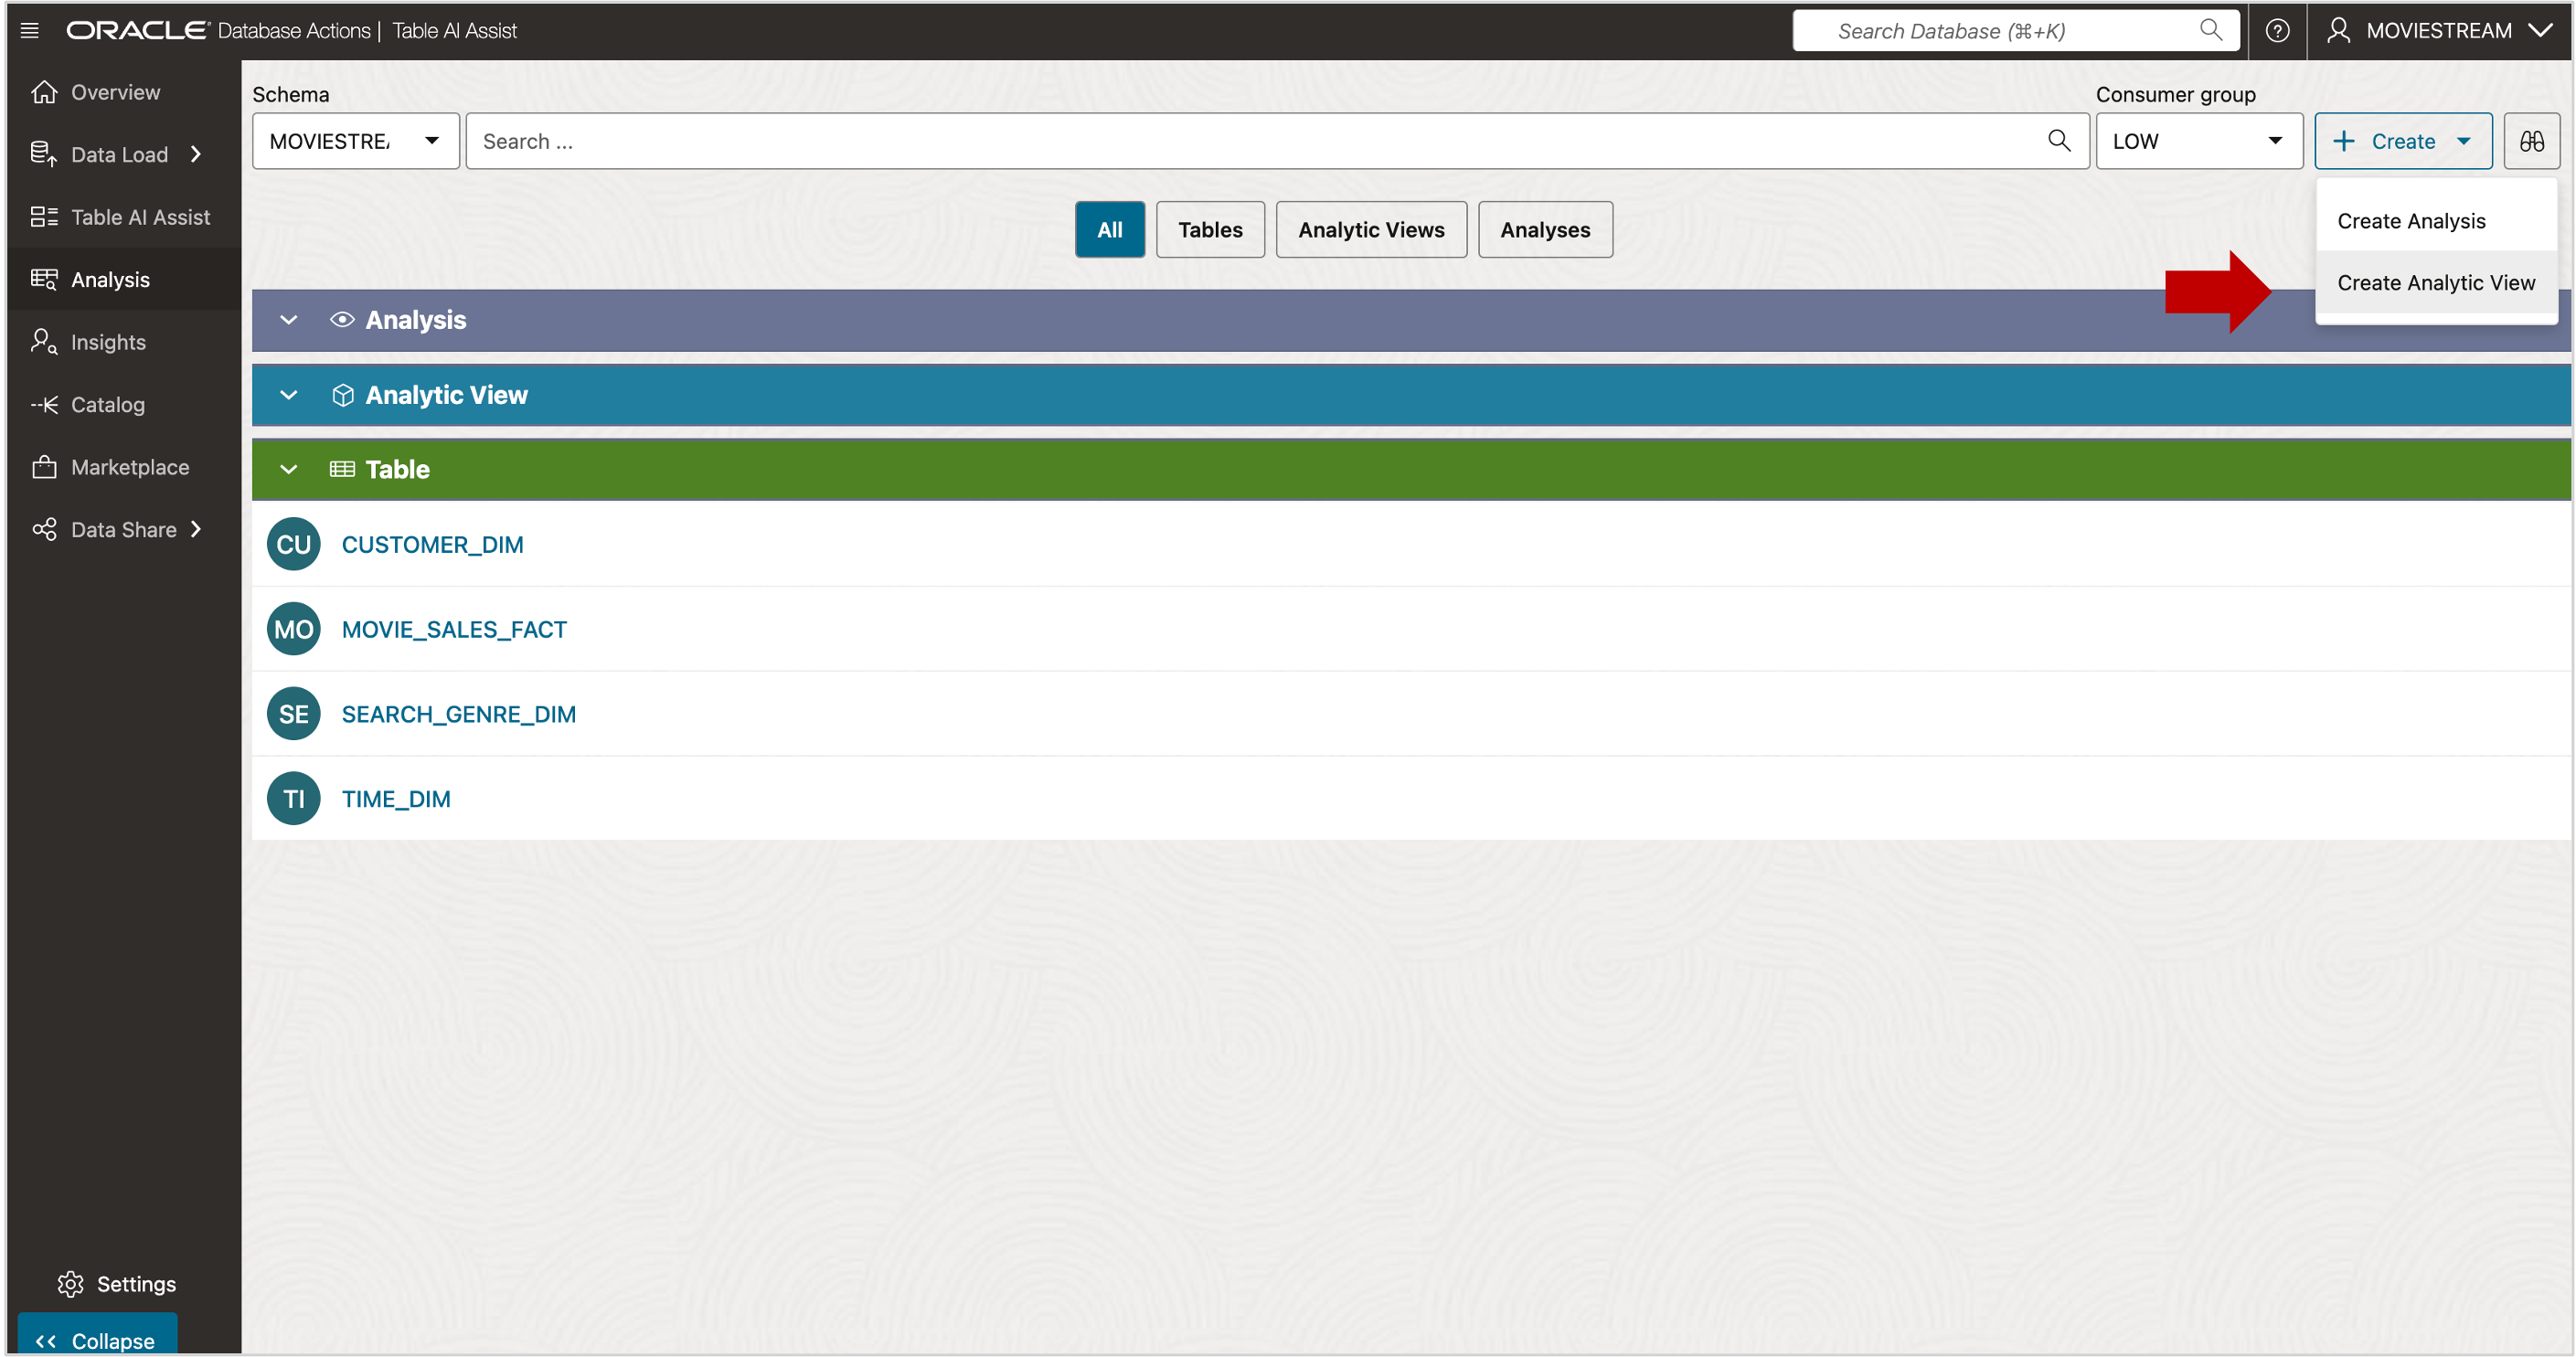 ORACLE Database Actions | Table AI Assist
Search Database (⌘+K)
MOVIESTREAM
Overview
Data Load
Table AI Assist
Analysis
Insights
Catalog
Marketplace
Data Share
Settings
Collapse
Schema
Consumer group
MOVIESTREA
Search ...
LOW
+ Create
Create Analysis
Create Analytic View
All
Tables
Analytic Views
Analyses
Analysis
Analytic View
Table
CU CUSTOMER_DIM
MO MOVIE_SALES_FACT
SE SEARCH_GENRE_DIM
TI TIME_DIM